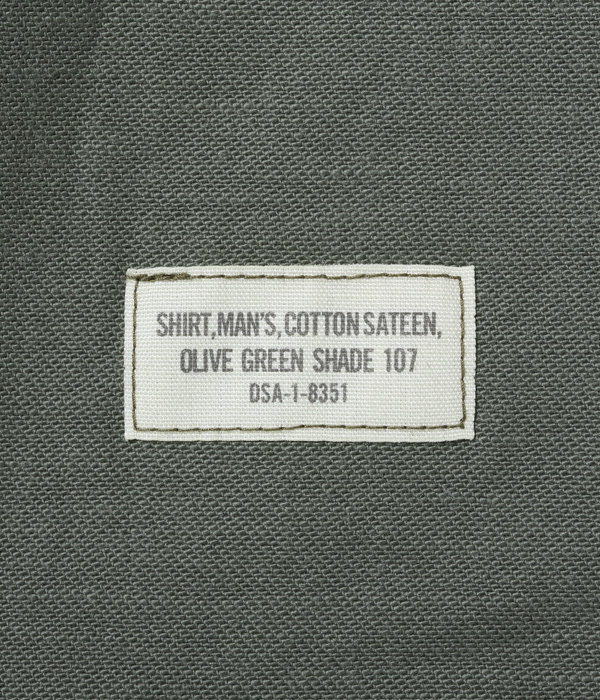 SHIRT, MAN'S, COTTON SATEEN,
OLIVE GREEN SHADE 107
DSA-1-8351